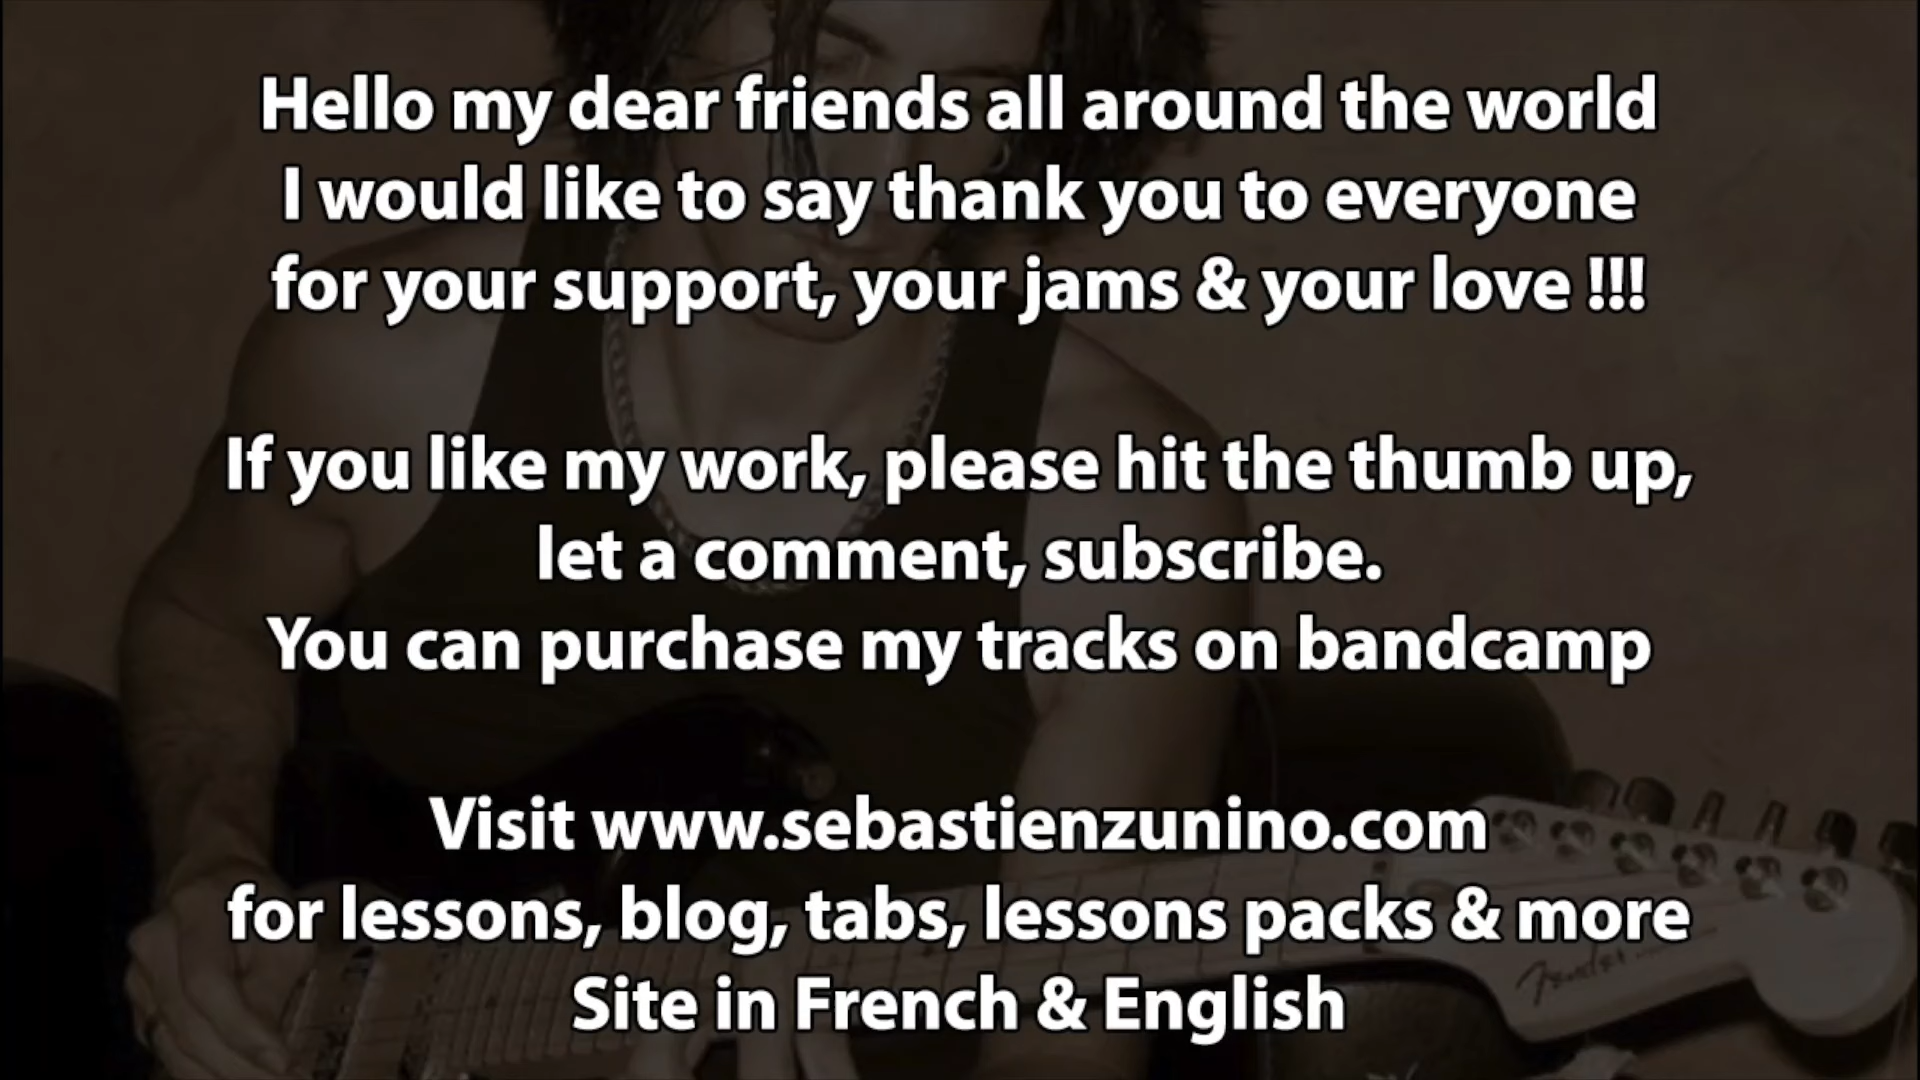 Hello my dear friends all around the world
I would like to say thank you to everyone
for your support, your jams & your love !!!
If you like my work, please hit the thumb up,
let a comment, subscribe.
You can purchase my tracks on bandcamp
Visit www.sebastienzunino.com
for lessons, blog, tabs, lessons packs & more
Site in French & English
Fender